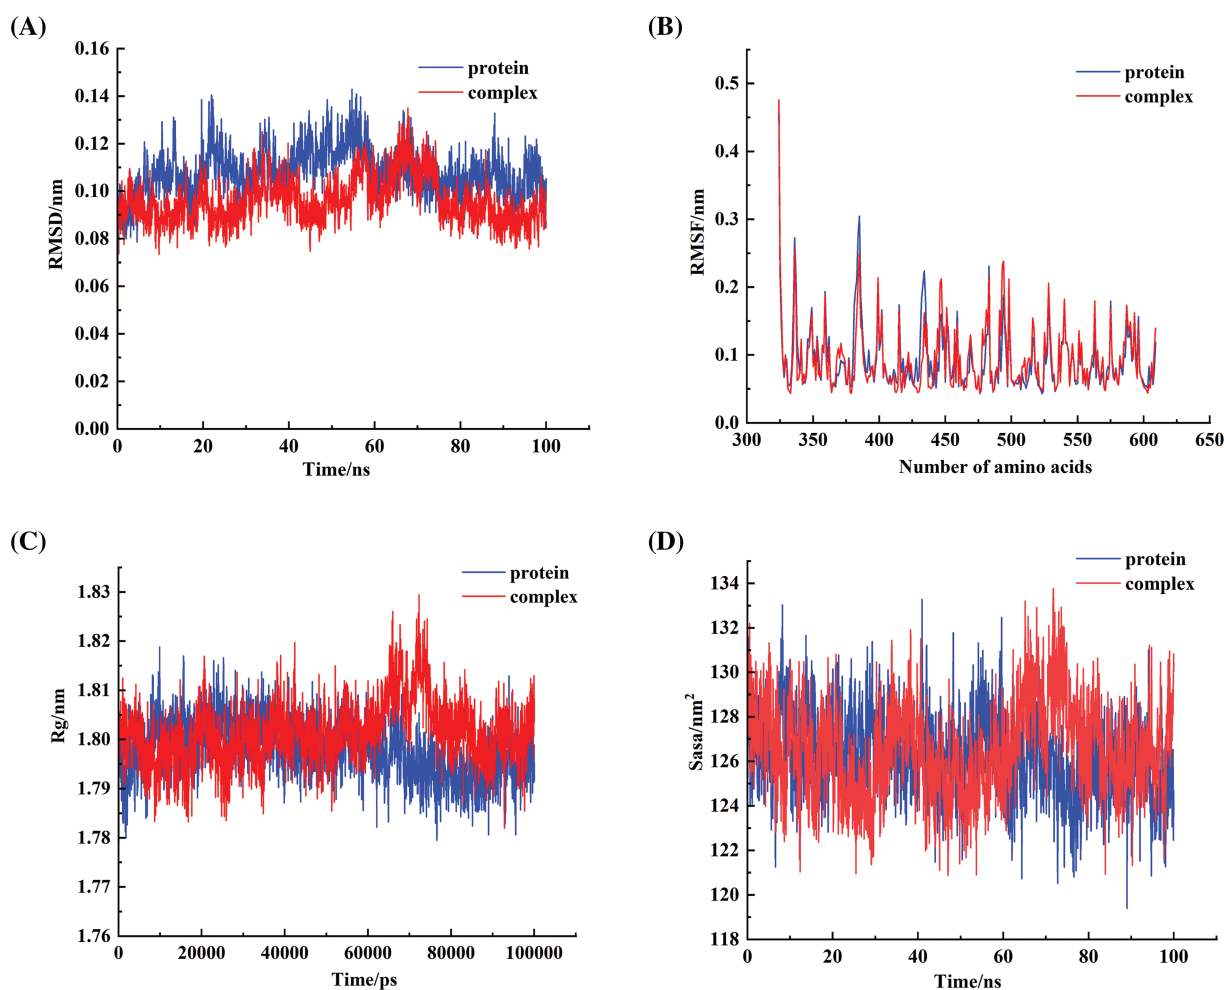 (A)
protein
complex
0.16
0.14
0.12
0.10
0.08
0.06
0.04
0.02
0.00
RMSD/nm
0 20 40 60 80 100
Time/ns
(B)
protein
complex
0.5
0.4
0.3
0.2
0.1
0.0
RMSF/nm
300 350 400 450 500 550 600 650
Number of amino acids
(C)
protein
complex
1.83
1.82
1.81
1.80
1.79
1.78
1.77
1.76
Rg/nm
0 20000 40000 60000 80000 100000
Time/ps
(D)
protein
complex
134
132
130
128
126
124
122
120
118
Sasa/nm²
0 20 40 60 80 100
Time/ns